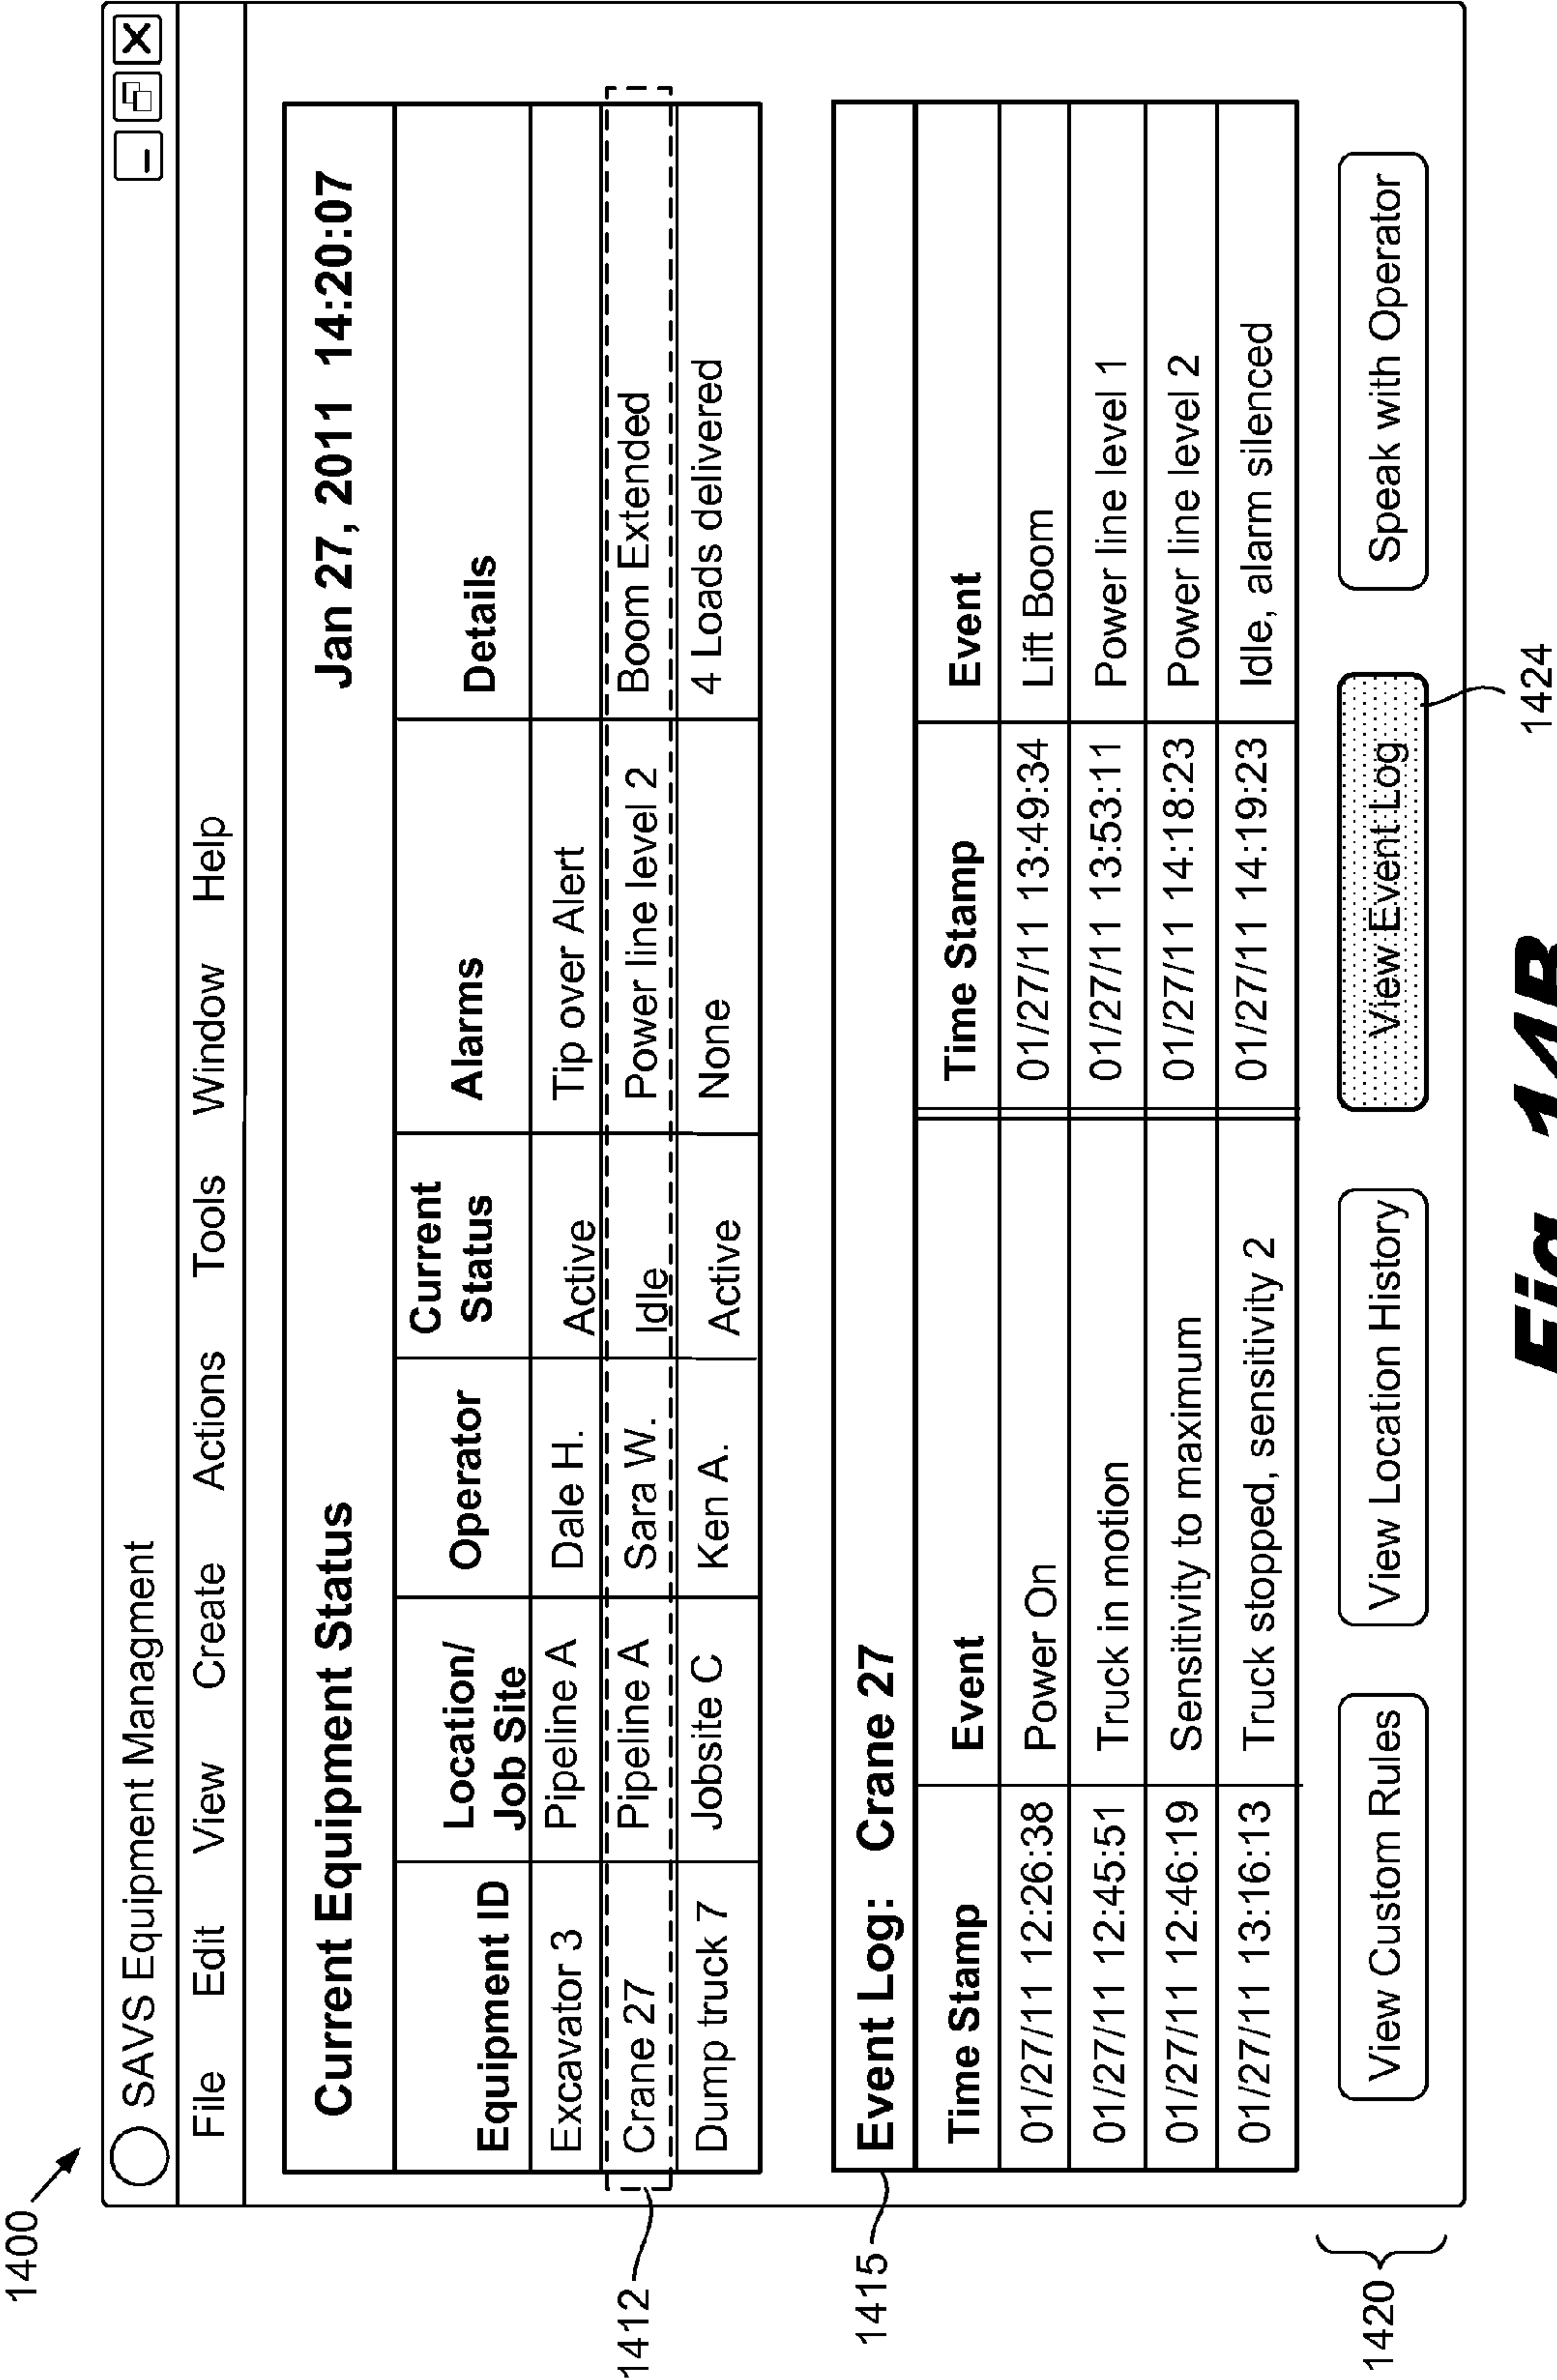 1400
SAVS Equipment Managment
File Edit View Create Actions Tools Window Help
Current Equipment Status Jan 27, 2011 14:20:07
Equipment ID Location/ Job Site Operator Current Status Alarms Details
Excavator 3 Pipeline A Dale H. Active Tip over Alert
1412 Crane 27 Pipeline A Sara W. Idle Power line level 2 Boom Extended
Dump truck 7 Jobsite C Ken A. Active None 4 Loads delivered
1415 Event Log: Crane 27
Time Stamp Event Time Stamp Event
01/27/11 12:26:38 Power On 01/27/11 13:49:34 Lift Boom
01/27/11 12:45:51 Truck in motion 01/27/11 13:53:11 Power line level 1
01/27/11 12:46:19 Sensitivity to maximum 01/27/11 14:18:23 Power line level 2
01/27/11 13:16:13 Truck stopped, sensitivity 2 01/27/11 14:19:23 Idle, alarm silenced
1420 View Custom Rules View Location History View Event Log Speak with Operator
1424
Fig. 14B